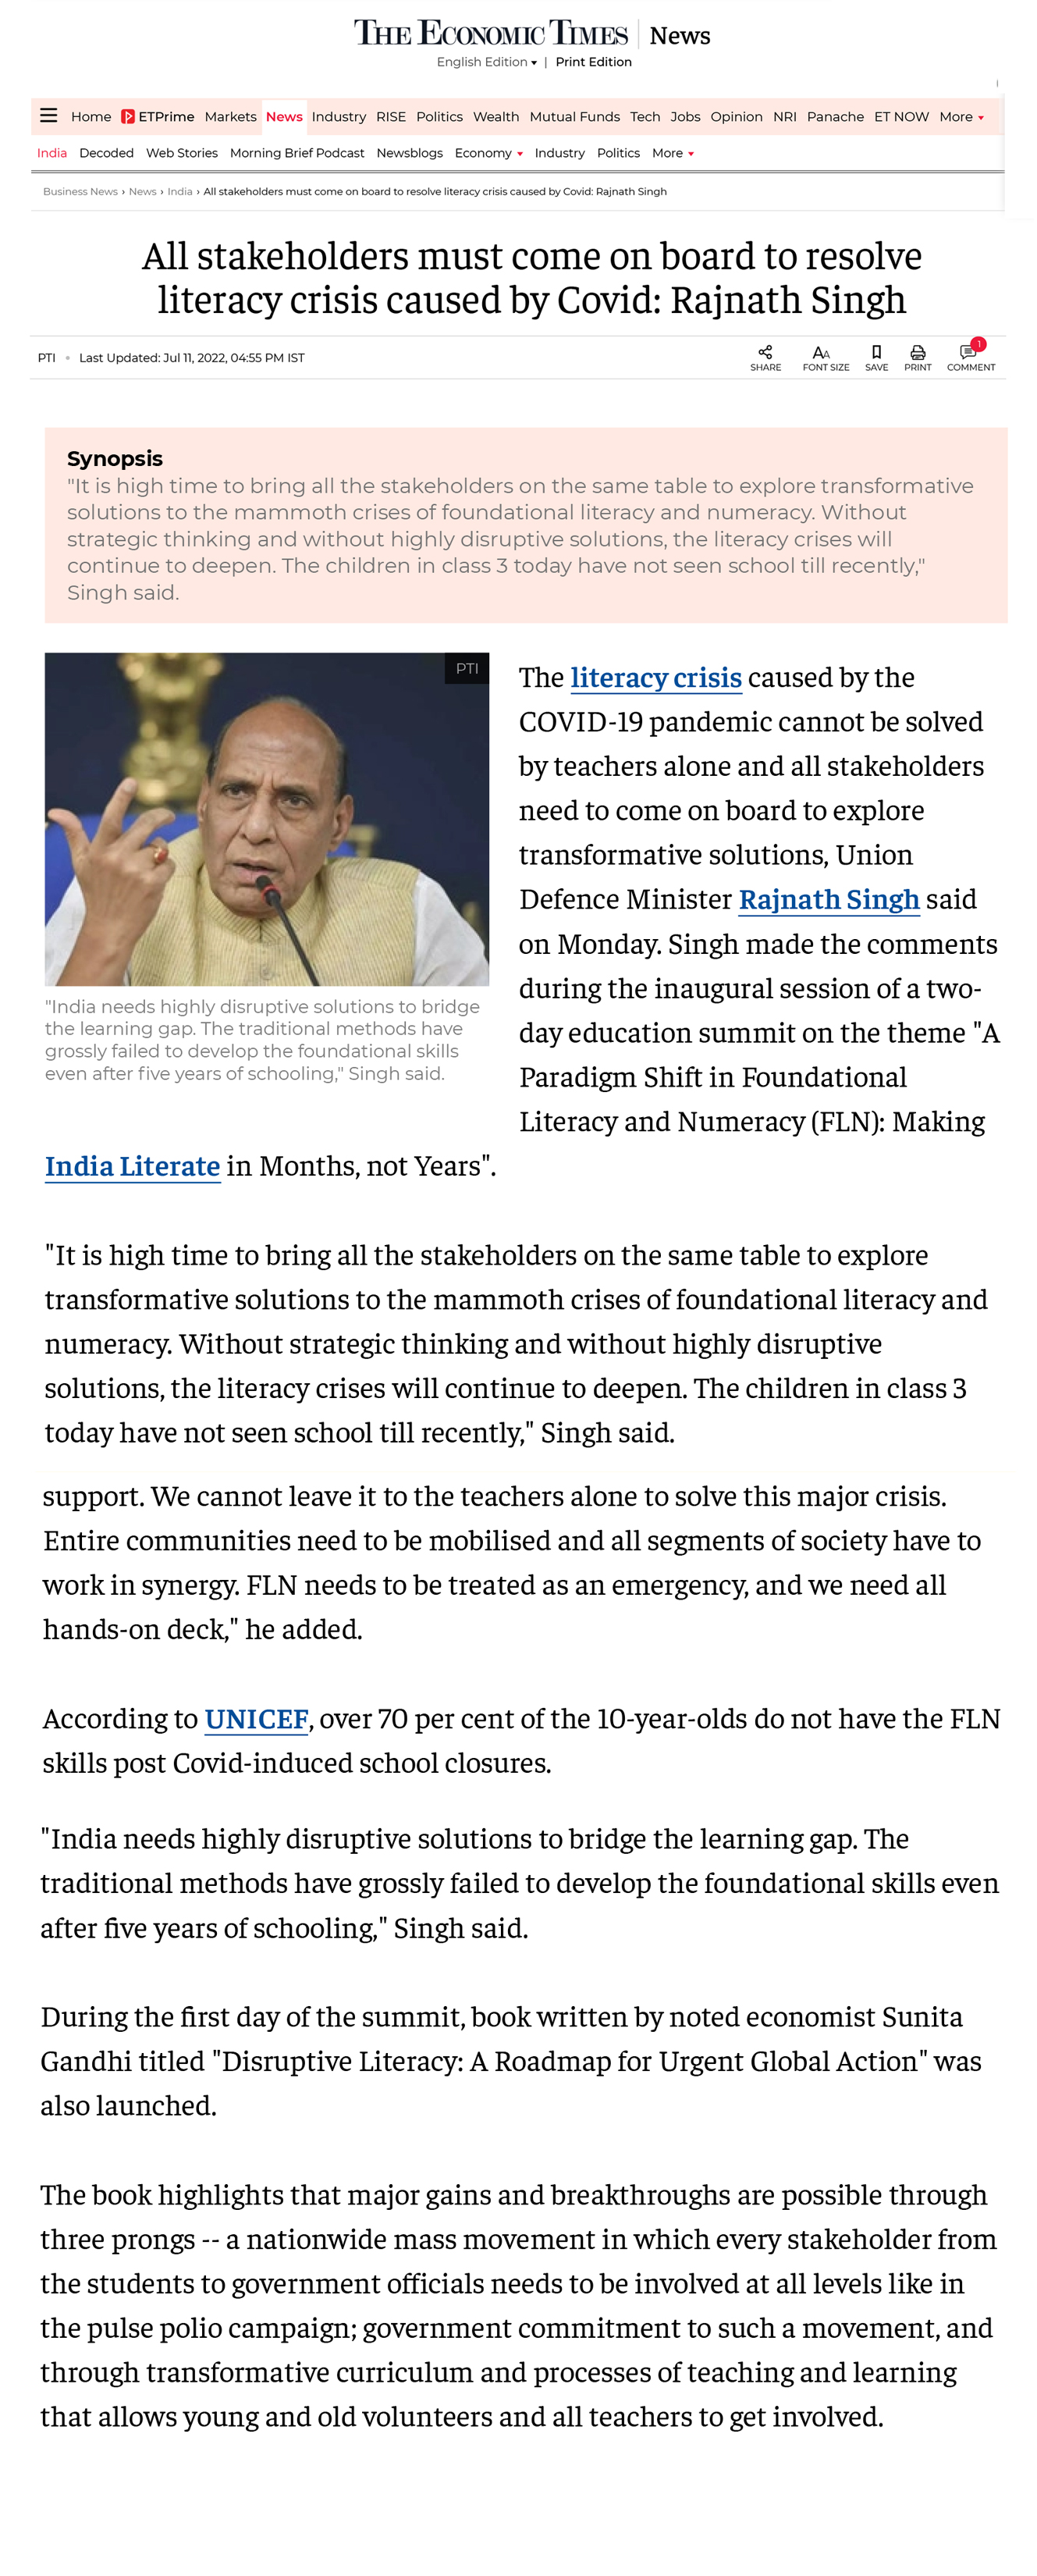 THE ECONOMIC TIMES | News
English Edition | Print Edition
Home ETPrime Markets News Industry RISE Politics Wealth Mutual Funds Tech Jobs Opinion NRI Panache ET NOW More
India Decoded Web Stories Morning Brief Podcast Newsblogs Economy Industry Politics More
Business News › News › India › All stakeholders must come on board to resolve literacy crisis caused by Covid: Rajnath Singh
All stakeholders must come on board to resolve
literacy crisis caused by Covid: Rajnath Singh
PTI • Last Updated: Jul 11, 2022, 04:55 PM IST
SHARE FONT SIZE SAVE PRINT COMMENT 1
Synopsis
"It is high time to bring all the stakeholders on the same table to explore transformative
solutions to the mammoth crises of foundational literacy and numeracy. Without
strategic thinking and without highly disruptive solutions, the literacy crises will
continue to deepen. The children in class 3 today have not seen school till recently,"
Singh said.
PTI
"India needs highly disruptive solutions to bridge
the learning gap. The traditional methods have
grossly failed to develop the foundational skills
even after five years of schooling," Singh said.
The literacy crisis caused by the
COVID-19 pandemic cannot be solved
by teachers alone and all stakeholders
need to come on board to explore
transformative solutions, Union
Defence Minister Rajnath Singh said
on Monday. Singh made the comments
during the inaugural session of a two-
day education summit on the theme "A
Paradigm Shift in Foundational
Literacy and Numeracy (FLN): Making
India Literate in Months, not Years".
"It is high time to bring all the stakeholders on the same table to explore
transformative solutions to the mammoth crises of foundational literacy and
numeracy. Without strategic thinking and without highly disruptive
solutions, the literacy crises will continue to deepen. The children in class 3
today have not seen school till recently," Singh said.
support. We cannot leave it to the teachers alone to solve this major crisis.
Entire communities need to be mobilised and all segments of society have to
work in synergy. FLN needs to be treated as an emergency, and we need all
hands-on deck," he added.
According to UNICEF, over 70 per cent of the 10-year-olds do not have the FLN
skills post Covid-induced school closures.
"India needs highly disruptive solutions to bridge the learning gap. The
traditional methods have grossly failed to develop the foundational skills even
after five years of schooling," Singh said.
During the first day of the summit, book written by noted economist Sunita
Gandhi titled "Disruptive Literacy: A Roadmap for Urgent Global Action" was
also launched.
The book highlights that major gains and breakthroughs are possible through
three prongs -- a nationwide mass movement in which every stakeholder from
the students to government officials needs to be involved at all levels like in
the pulse polio campaign; government commitment to such a movement, and
through transformative curriculum and processes of teaching and learning
that allows young and old volunteers and all teachers to get involved.